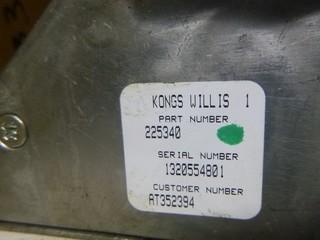 KONGS WILLIS 1
PART NUMBER
225340
SERIAL NUMBER
1320554801
CUSTOMER NUMBER
AT352394